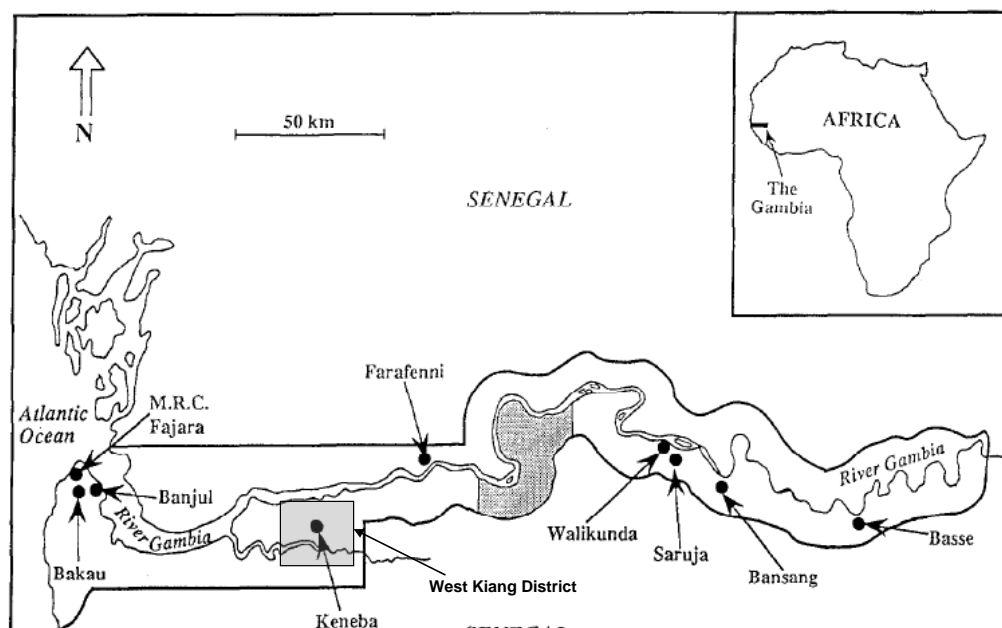 N
50 km
SENEGAL
AFRICA
The
Gambia
Farafenni
M.R.C.
Fajara
Atlantic
Ocean
Banjul
River Gambia
Bakau
Keneba
West Kiang District
Walikunda
Saruja
Bansang
River Gambia
Basse
SENEGAL